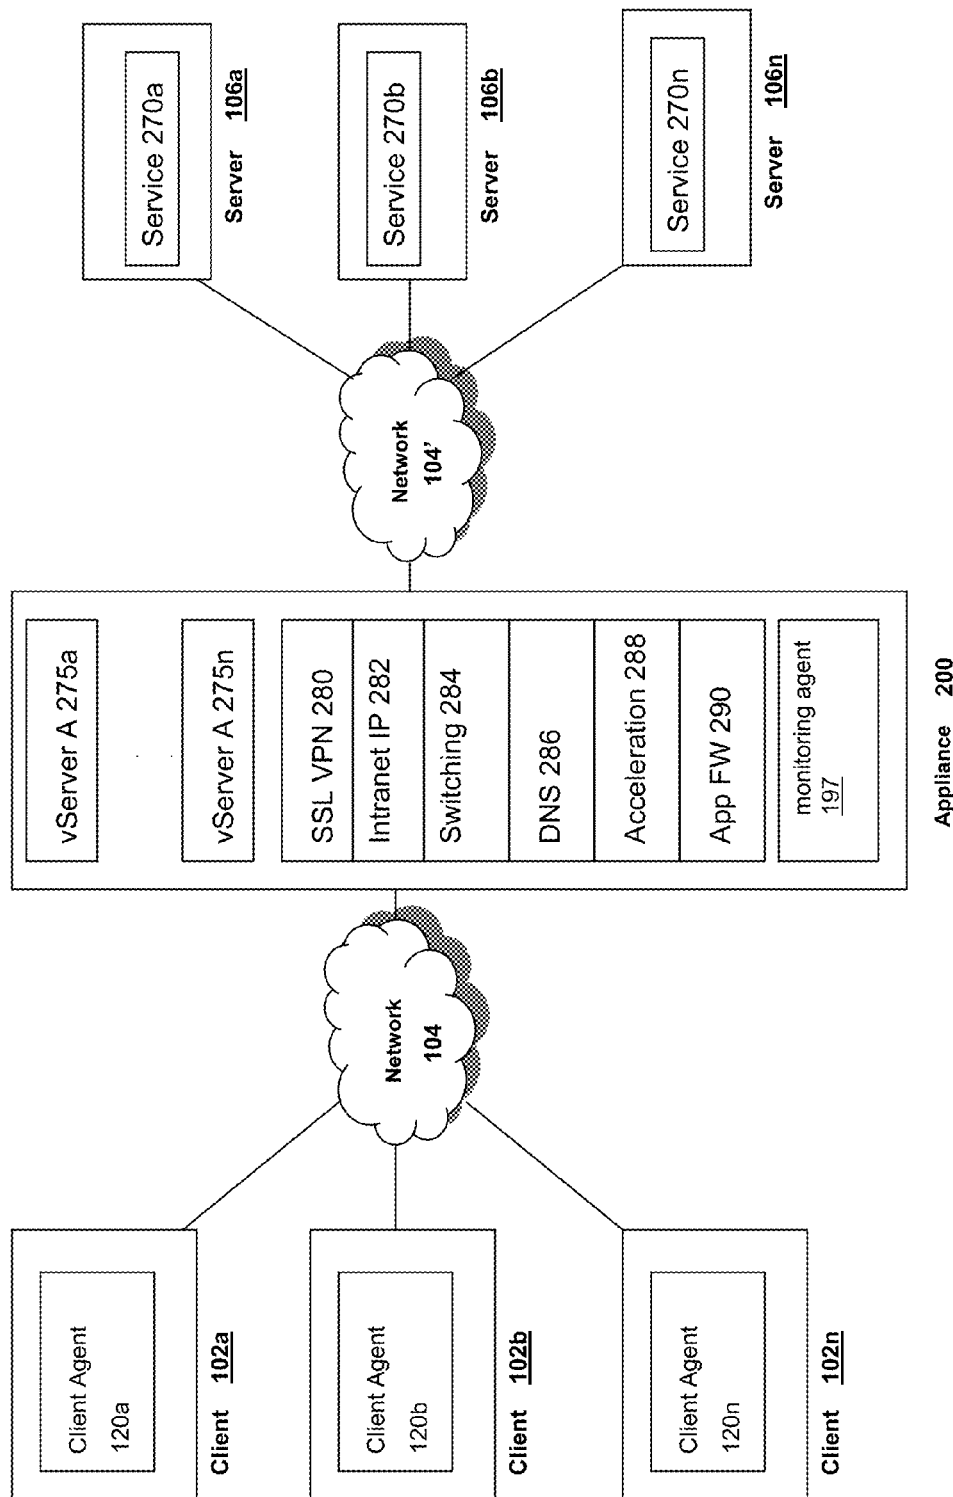 Client Agent
120a
Client 102a
Client Agent
120b
Client 102b
Client Agent
120n
Client 102n
Network
104
vServer A 275a
vServer A 275n
SSL VPN 280
Intranet IP 282
Switching 284
DNS 286
Acceleration 288
App FW 290
monitoring agent
197
Appliance 200
Network
104'
Service 270a
Server 106a
Service 270b
Server 106b
Service 270n
Server 106n